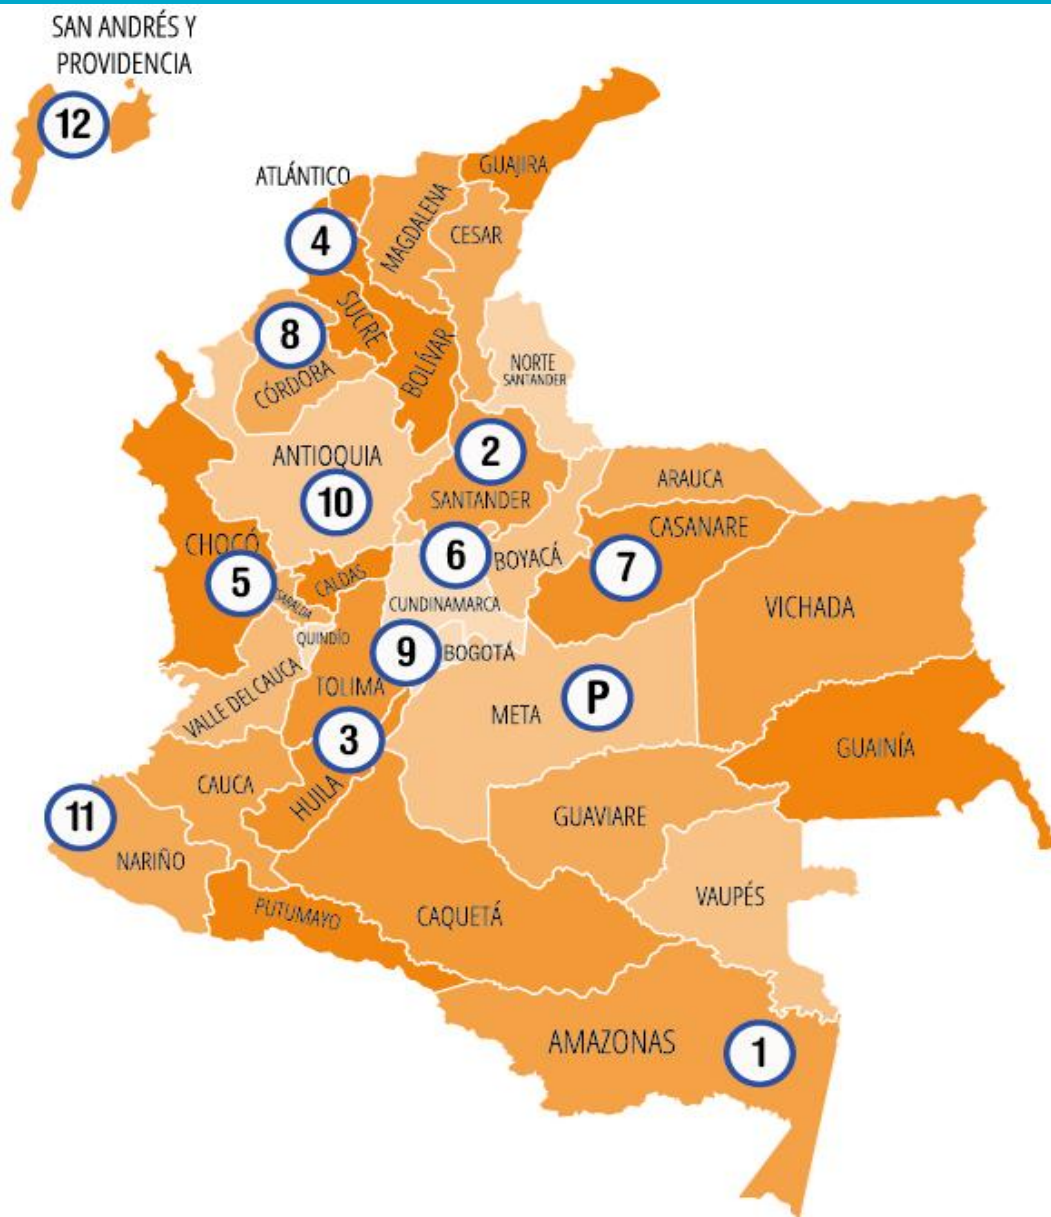 SAN ANDRÉS Y
PROVIDENCIA
12
GUAJIRA
ATLÁNTICO
MAGDALENA
CESAR
4
SUCRE
8
BOLÍVAR
NORTE
SANTANDER
CÓRDOBA
2
ANTIOQUIA
ARAUCA
10
SANTANDER
CASANARE
CHOCÓ
6
BOYACÁ
7
5
CALDAS
CUNDINAMARCA
VICHADA
QUINDÍO
9
BOGOTÁ
TOLIMA
VALLE DEL CAUCA
P
META
3
GUAINÍA
CAUCA
HUILA
11
GUAVIARE
NARIÑO
VAUPÉS
PUTUMAYO
CAQUETÁ
AMAZONAS
1